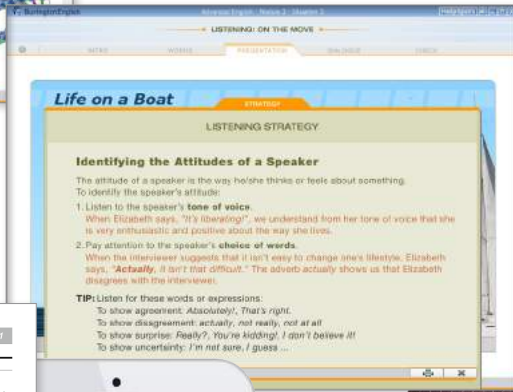 BurlingtonEnglish
LISTENING: ON THE MOVE
INTRO WORDS PRESENTATION DIALOGUE CHECK
Life on a Boat
STRATEGY
LISTENING STRATEGY
Identifying the Attitudes of a Speaker
The attitude of a speaker is the way he/she thinks or feels about something.
To identify the speaker's attitude:
1. Listen to the speaker's tone of voice.
When Elizabeth says, "It's liberating!", we understand from her tone of voice that she
is very enthusiastic and positive about the way she lives.
2. Pay attention to the speaker's choice of words.
When the interviewer suggests that it isn't easy to change one's lifestyle, Elizabeth
says, "Actually, it isn't that difficult." The adverb actually shows us that Elizabeth
disagrees with the interviewer.
TIP: Listen for these words or expressions:
To show agreement: Absolutely!, That's right.
To show disagreement: actually, not really, not at all
To show surprise: Really?, You're kidding!, I don't believe it!
To show uncertainty: I'm not sure, I guess ...